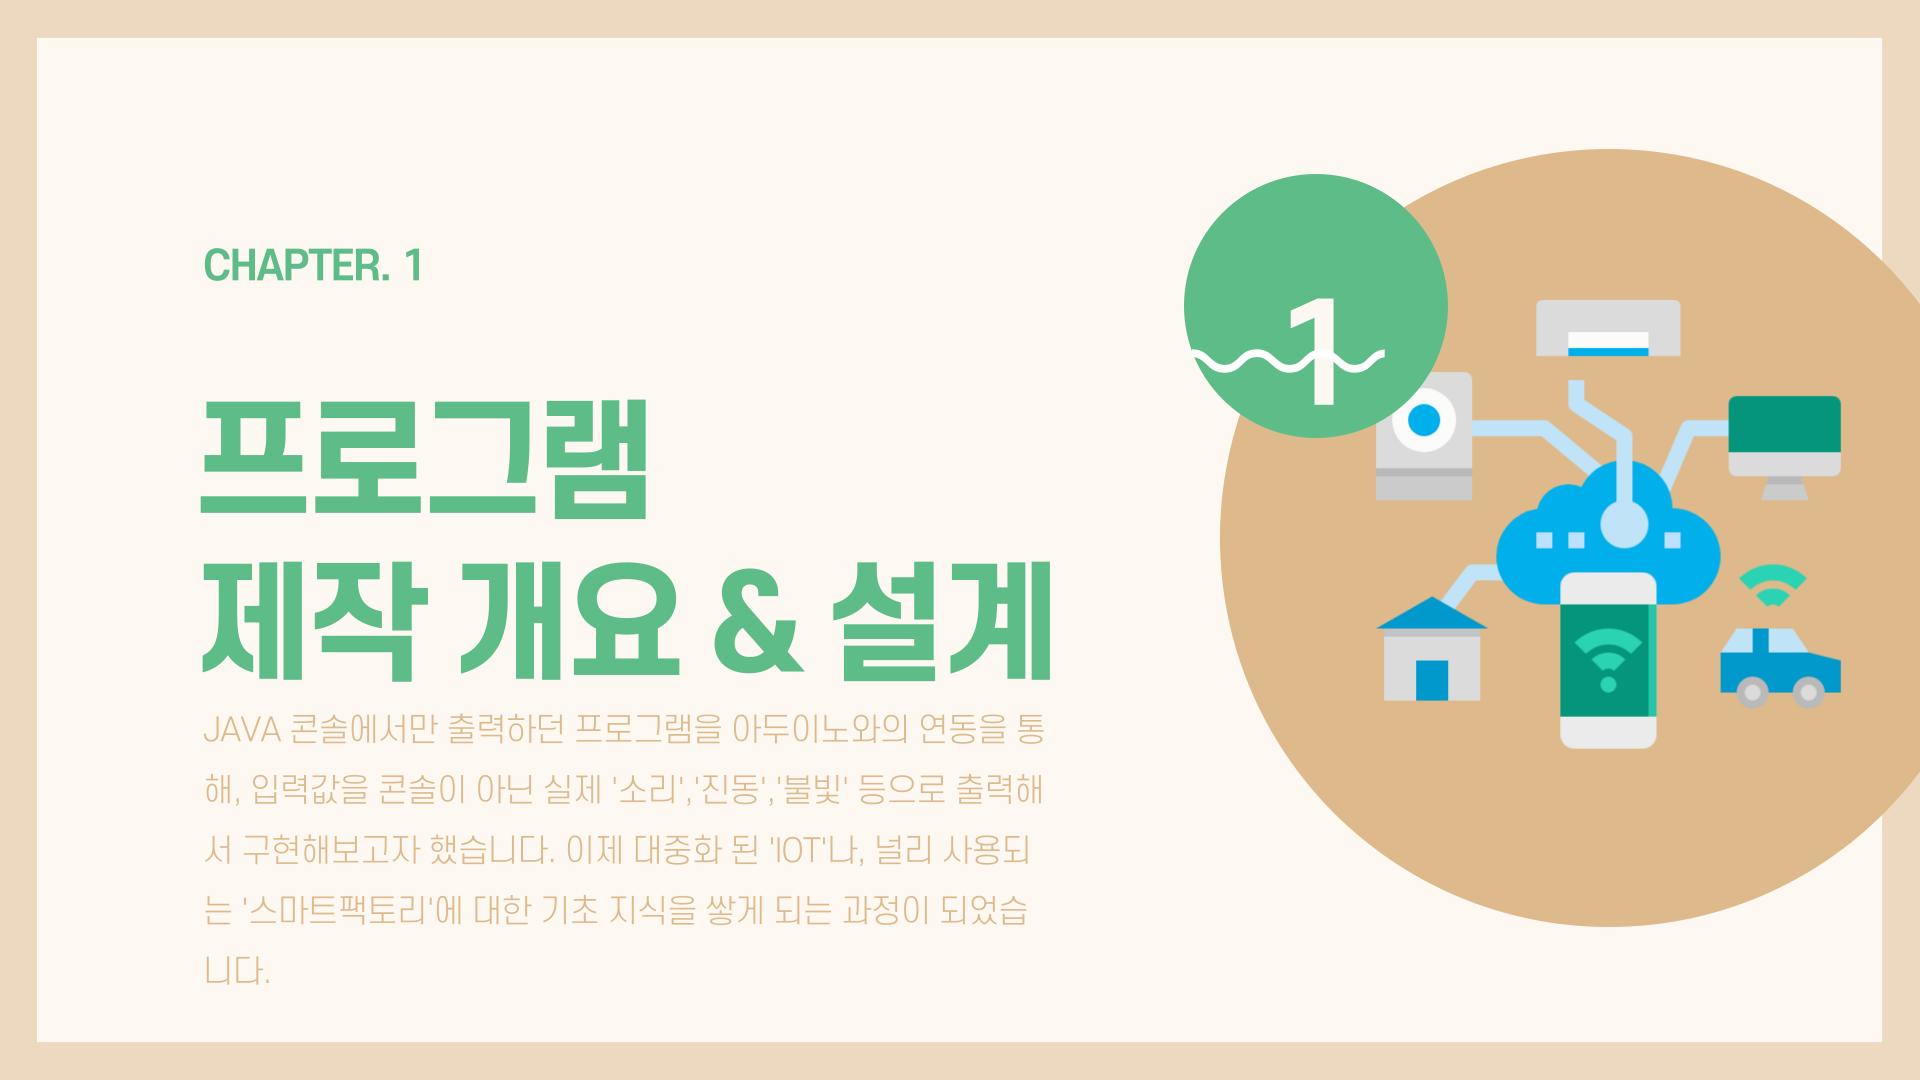 CHAPTER. 1
1
프로그램
제작 개요 & 설계
JAVA 콘솔에서만 출력하던 프로그램을 아두이노와의 연동을 통
해, 입력값을 콘솔이 아닌 실제 '소리','진동','불빛' 등으로 출력해
서 구현해보고자 했습니다. 이제 대중화 된 'IOT'나, 널리 사용되
는 '스마트팩토리'에 대한 기초 지식을 쌓게 되는 과정이 되었습
니다.